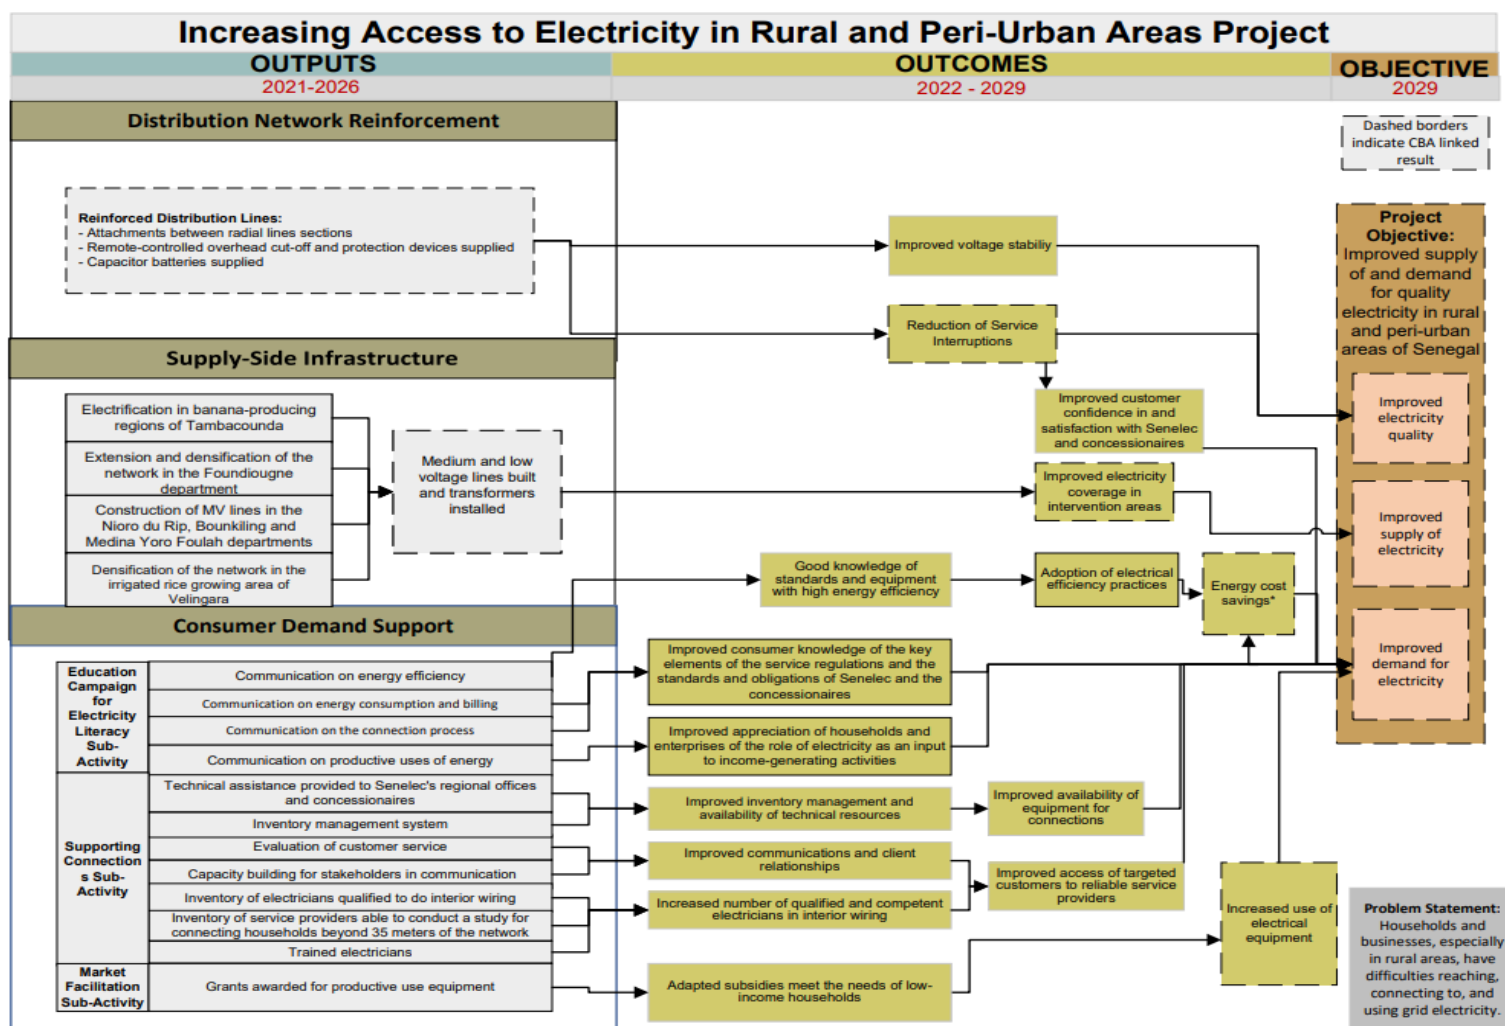 Increasing Access to Electricity in Rural and Peri-Urban Areas Project
OUTPUTS
2021-2026
OUTCOMES
2022 - 2029
OBJECTIVE
2029
Distribution Network Reinforcement
Reinforced Distribution Lines:
- Attachments between radial lines sections
- Remote-controlled overhead cut-off and protection devices supplied
- Capacitor batteries supplied
Improved voltage stabiliy
Reduction of Service
Interruptions
Improved customer
confidence in and
satisfaction with Senelec
and concessionaires
Dashed borders
indicate CBA linked
result
Project
Objective:
Improved supply
of and demand
for quality
electricity in rural
and peri-urban
areas of Senegal
Improved
electricity
quality
Improved
supply of
electricity
Improved
demand for
electricity
Supply-Side Infrastructure
Electrification in banana-producing
regions of Tambacounda
Extension and densification of the
network in the Foundiougne
department
Construction of MV lines in the
Nioro du Rip, Bounkiling and
Medina Yoro Foulah departments
Densification of the network in the
irrigated rice growing area of
Velingara
Medium and low
voltage lines built
and transformers
installed
Improved electricity
coverage in
intervention areas
Good knowledge of
standards and equipment
with high energy efficiency
Adoption of electrical
efficiency practices
Energy cost
savings*
Consumer Demand Support
Education
Campaign
for
Electricity
Literacy
Sub-
Activity
Communication on energy efficiency
Communication on energy consumption and billing
Communication on the connection process
Communication on productive uses of energy
Improved consumer knowledge of the key
elements of the service regulations and the
standards and obligations of Senelec and the
concessionaires
Improved appreciation of households and
enterprises of the role of electricity as an input
to income-generating activities
Supporting
Connection
s Sub-
Activity
Technical assistance provided to Senelec's regional offices
and concessionaires
Inventory management system
Evaluation of customer service
Capacity building for stakeholders in communication
Inventory of electricians qualified to do interior wiring
Inventory of service providers able to conduct a study for
connecting households beyond 35 meters of the network
Trained electricians
Improved inventory management and
availability of technical resources
Improved availability of
equipment for
connections
Improved communications and client
relationships
Increased number of qualified and competent
electricians in interior wiring
Improved access of targeted
customers to reliable service
providers
Market
Facilitation
Sub-Activity
Grants awarded for productive use equipment
Adapted subsidies meet the needs of low-
income households
Increased use of
electrical
equipment
Problem Statement:
Households and
businesses, especially
in rural areas, have
difficulties reaching,
connecting to, and
using grid electricity.